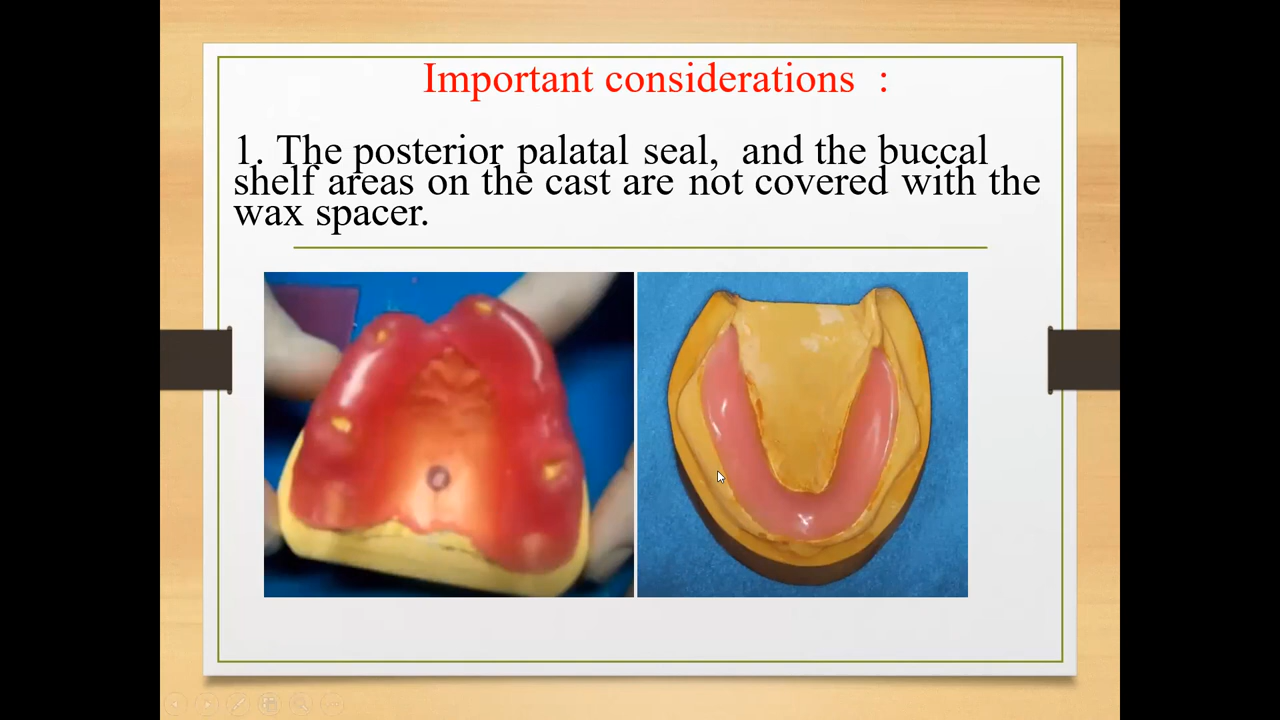 Important considerations :
1. The posterior palatal seal, and the buccal
shelf areas on the cast are not covered with the
wax spacer.